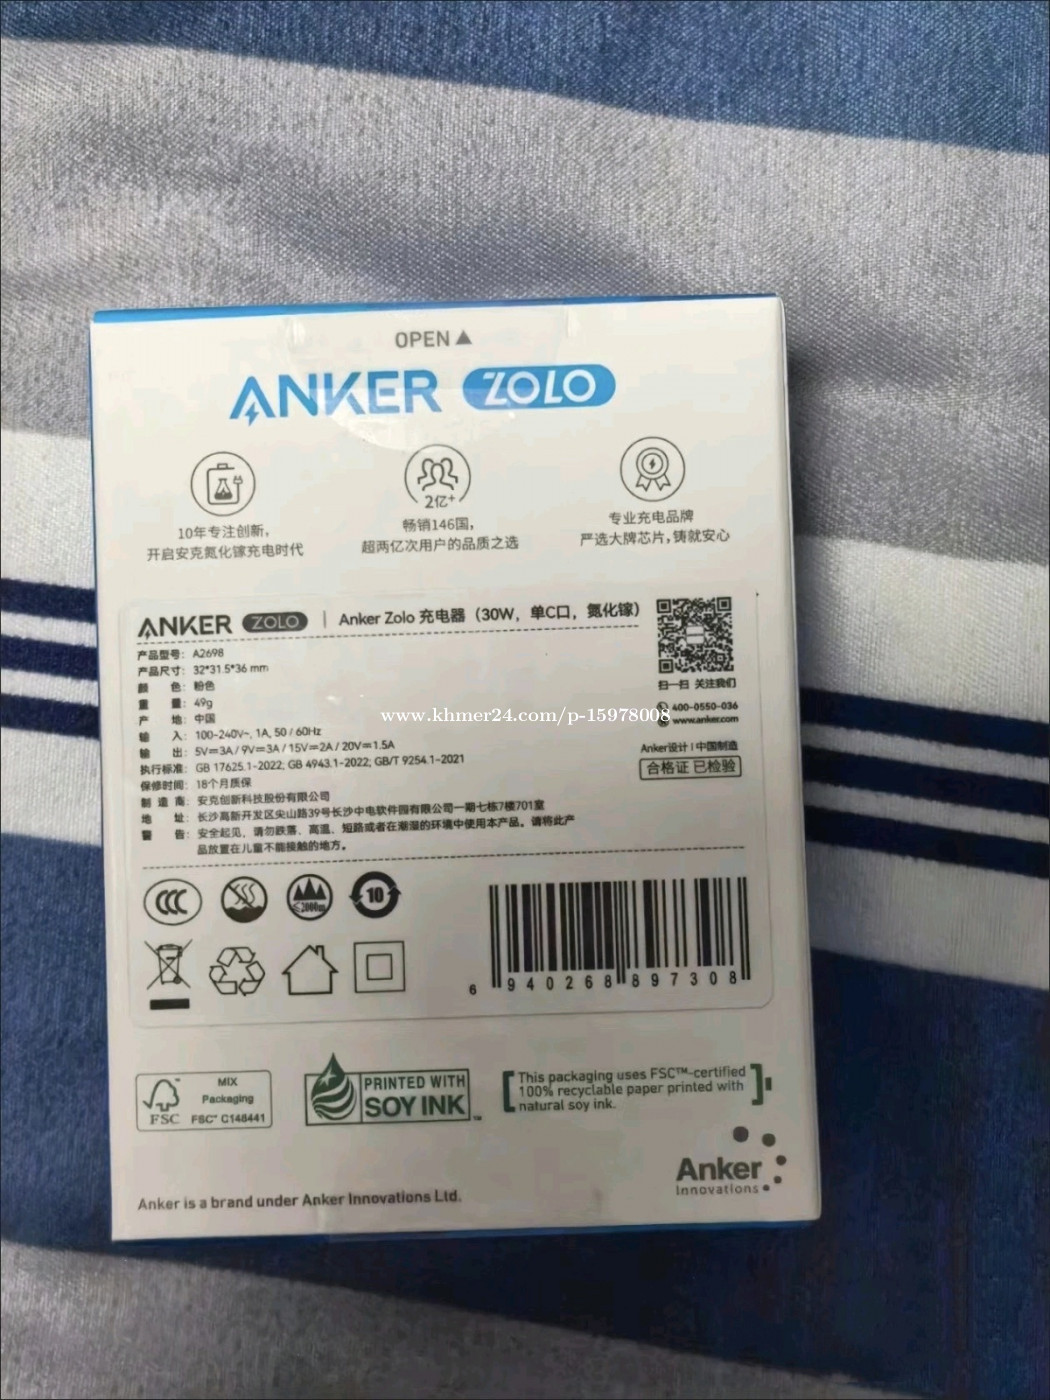 OPEN ▲
ANKER ZOLO
2亿+
10年专注创新,
开启安克氮化镓充电时代
畅销146国,
超两亿次用户的品质之选
专业充电品牌
严选大牌芯片,铸就安心
ANKER ZOLO | Anker Zolo 充电器（30W，单C口，氮化镓）
产品型号： A2698
产品尺寸： 32*31.5*36 mm
颜 色： 粉色
重 量： 49g
产 地： 中国
输 入： 100-240V~, 1A, 50 / 60Hz
输 出： 5V=3A / 9V=3A / 15V=2A / 20V=1.5A
执行标准： GB 17625.1-2022; GB 4943.1-2022; GB/T 9254.1-2021
保修时间： 18个月质保
制 造 商： 安克创新科技股份有限公司
地 址： 长沙高新开发区尖山路39号长沙中电软件园有限公司一期七栋7楼701室
警 告： 安全起见，请勿跌落、高温、短路或者在潮湿的环境中使用本产品。请将此产
品放置在儿童不能接触的地方。
扫一扫 关注我们
400-0550-036
www.anker.com
Anker设计 | 中国制造
合格证 已检验
www.khmer24.com/p-15978008
CCC
≤2000m
10
6 940268 897308
FSC
MIX
Packaging
FSC® C148441
PRINTED WITH
SOY INK™
This packaging uses FSC™-certified
100% recyclable paper printed with
natural soy ink.
Anker
Innovations
Anker is a brand under Anker Innovations Ltd.